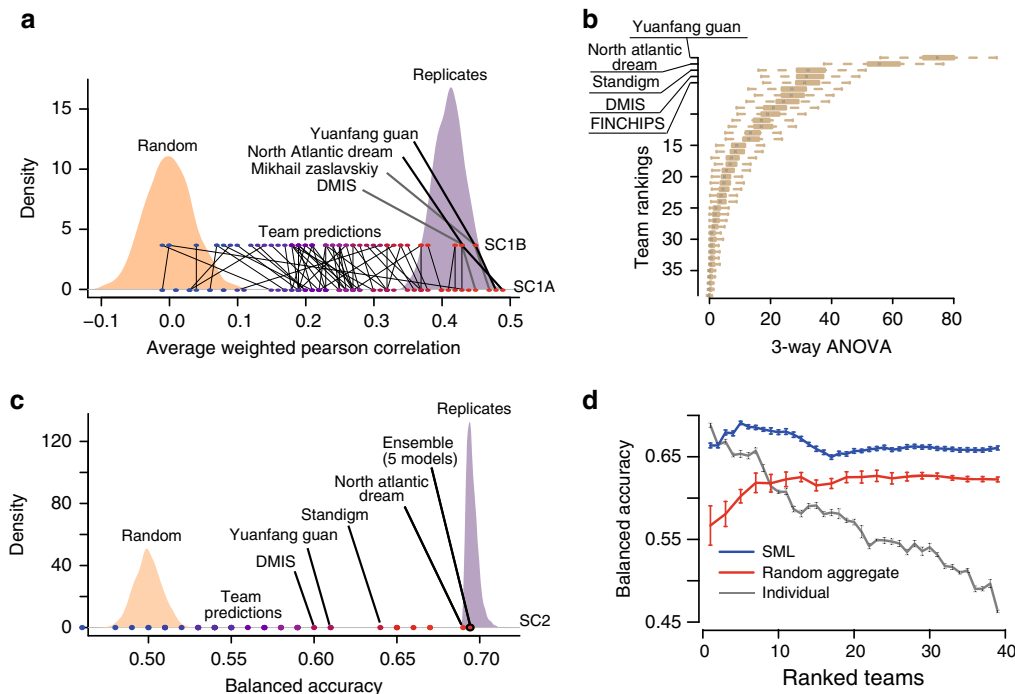 a
Replicates
15
Random
Yuanfang guan
North Atlantic dream
Mikhail zaslavskiy
DMIS
10
Density
5
Team predictions
SC1B
0
SC1A
−0.1 0.0 0.1 0.2 0.3 0.4 0.5
Average weighted pearson correlation
b
Yuanfang guan
North atlantic
dream
Standigm
DMIS
FINCHIPS
15
20
25
30
35
Team rankings
0 20 40 60 80
3-way ANOVA
c
Replicates
120
Ensemble
(5 models)
North atlantic
dream
80
Standigm
Random
Yuanfang guan
DMIS
40
Density
Team
predictions
0
SC2
0.50 0.55 0.60 0.65 0.70
Balanced accuracy
d
0.65
0.55
0.45
Balanced accuracy
SML
Random aggregate
Individual
0 10 20 30 40
Ranked teams